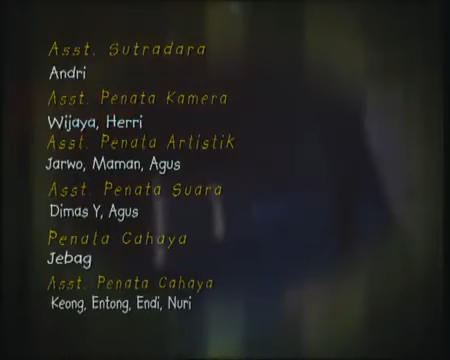 Asst. Sutradara
Andri
Asst. Penata Kamera
Wijaya, Herri
Asst. Penata Artistik
Jarwo, Maman, Agus
Asst. Penata Suara
Dimas Y, Agus
Penata Cahaya
Jebag
Asst. Penata Cahaya
Keong, Entong, Endi, Nuri